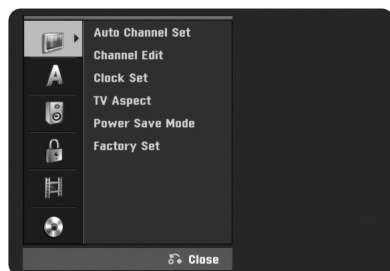 Auto Channel Set
Channel Edit
Clock Set
TV Aspect
Power Save Mode
Factory Set
A
Close